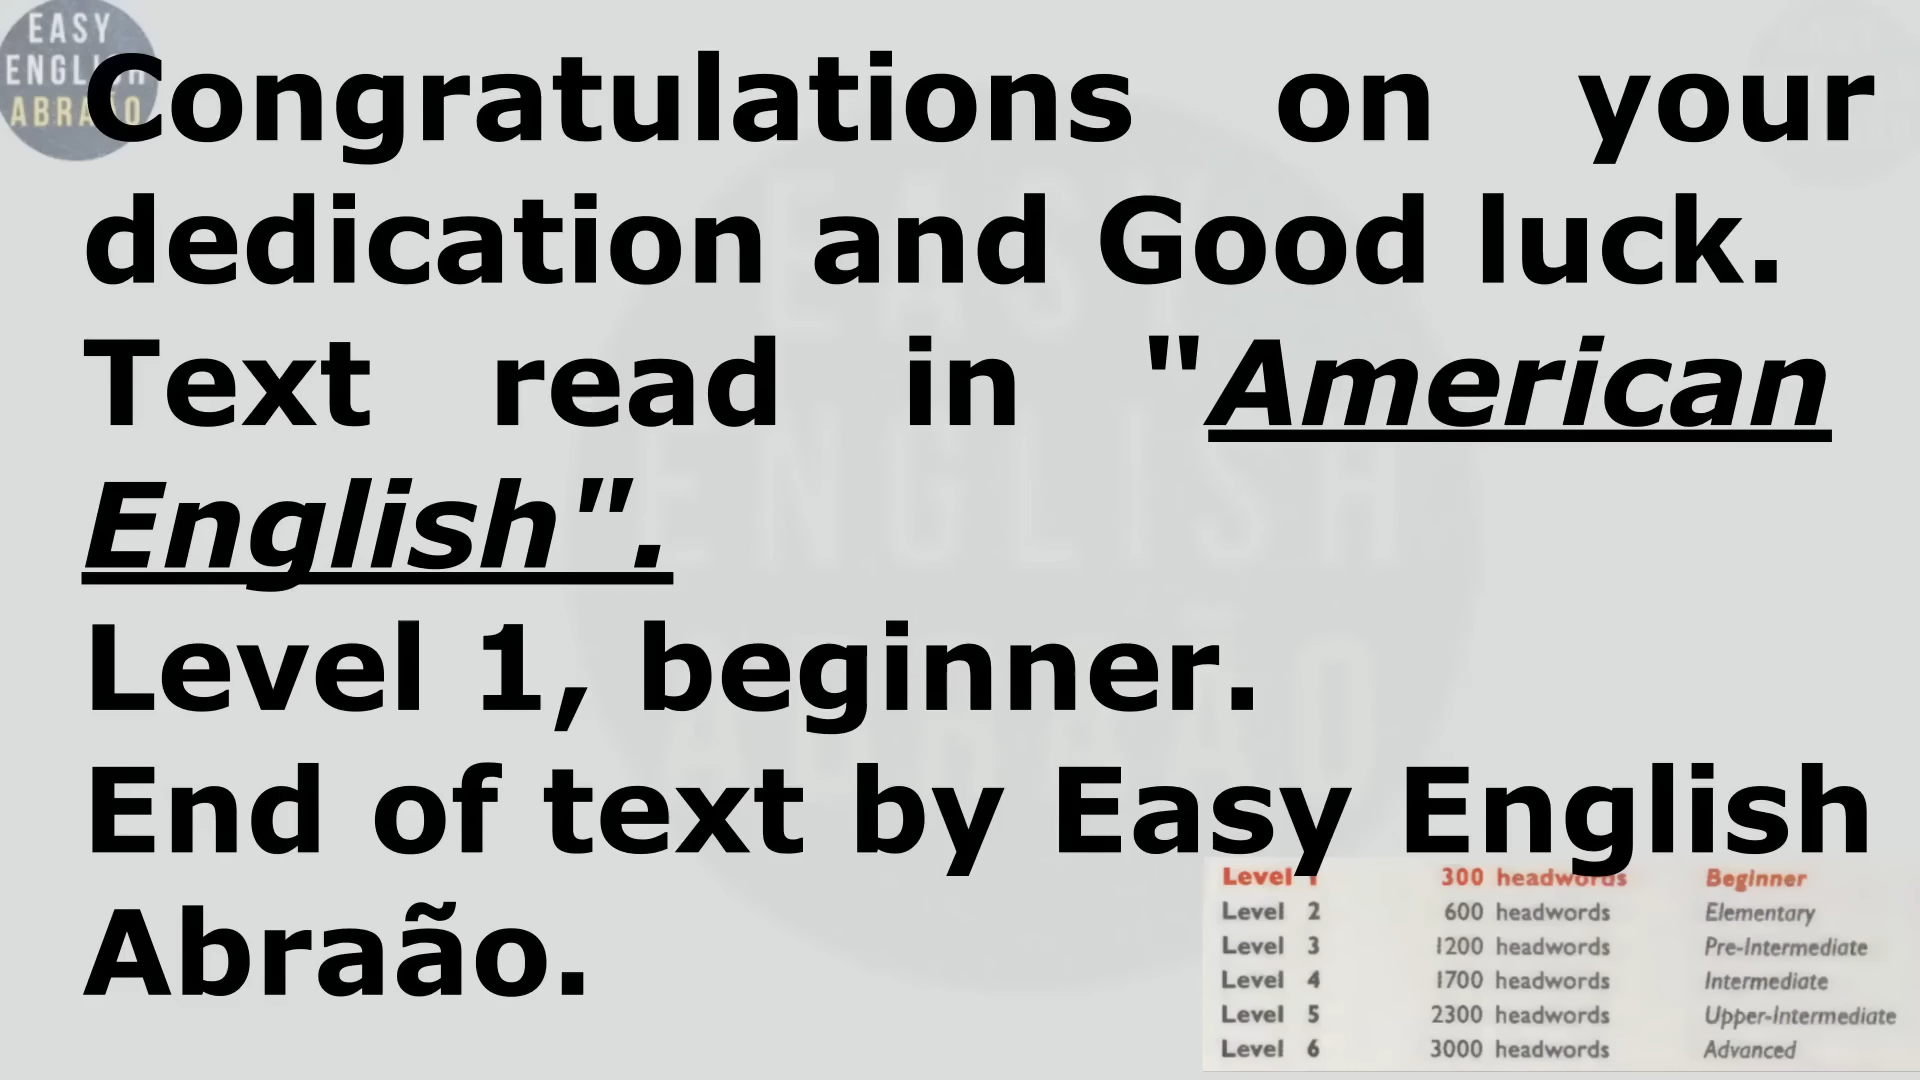 EASY
ENGLISH
ABRAÃO
Congratulations on your
dedication and Good luck.
Text read in "American
English".
Level 1, beginner.
End of text by Easy English
Abraão.
Level 1 300 headwords Beginner
Level 2 600 headwords Elementary
Level 3 1200 headwords Pre-Intermediate
Level 4 1700 headwords Intermediate
Level 5 2300 headwords Upper-Intermediate
Level 6 3000 headwords Advanced
EASY
ENGLISH
ABRAÃO